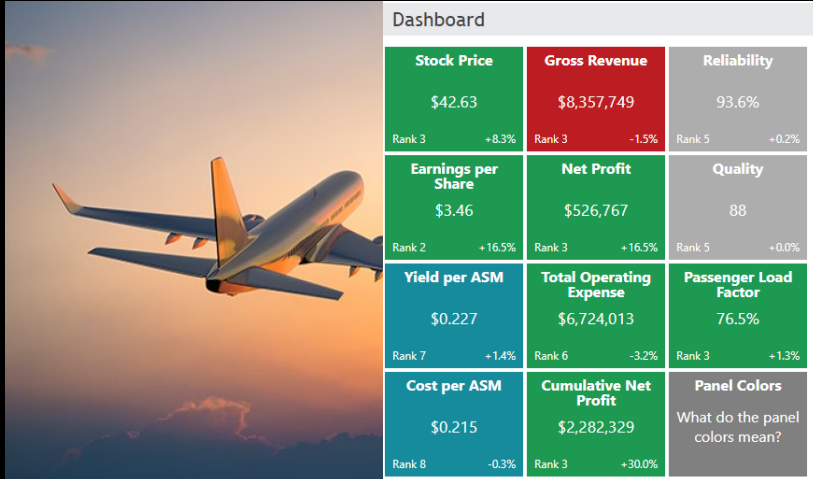 Dashboard
Stock Price
$42.63
Rank 3 +8.3%
Gross Revenue
$8,357,749
Rank 3 -1.5%
Reliability
93.6%
Rank 5 +0.2%
Earnings per
Share
$3.46
Rank 2 +16.5%
Net Profit
$526,767
Rank 3 +16.5%
Quality
88
Rank 5 +0.0%
Yield per ASM
$0.227
Rank 7 +1.4%
Total Operating
Expense
$6,724,013
Rank 6 -3.2%
Passenger Load
Factor
76.5%
Rank 3 +1.3%
Cost per ASM
$0.215
Rank 8 -0.3%
Cumulative Net
Profit
$2,282,329
Rank 3 +30.0%
Panel Colors
What do the panel
colors mean?